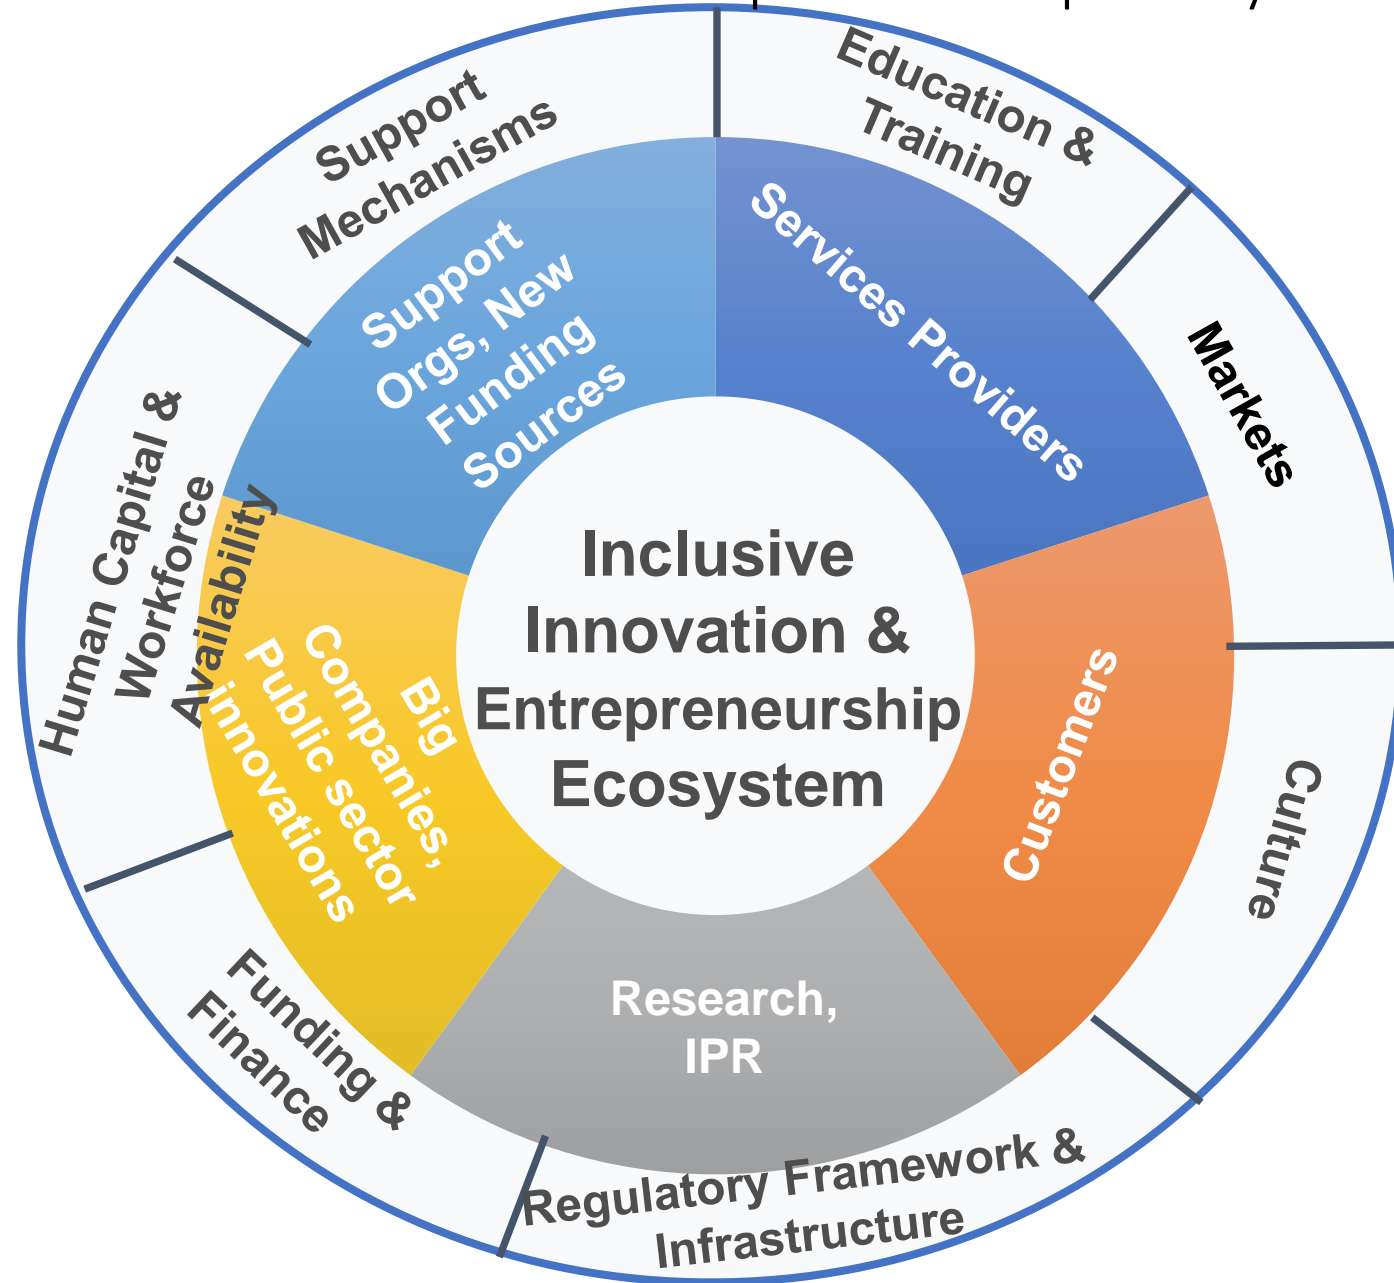 Education &
Training
Markets
Culture
Regulatory Framework &
Infrastructure
Funding &
Finance
Human Capital &
Workforce
Availability
Support
Mechanisms
Services Providers
Customers
Research,
IPR
Big
Companies,
Public sector
innovations
Support
Orgs, New
Funding
Sources
Inclusive
Innovation &
Entrepreneurship
Ecosystem